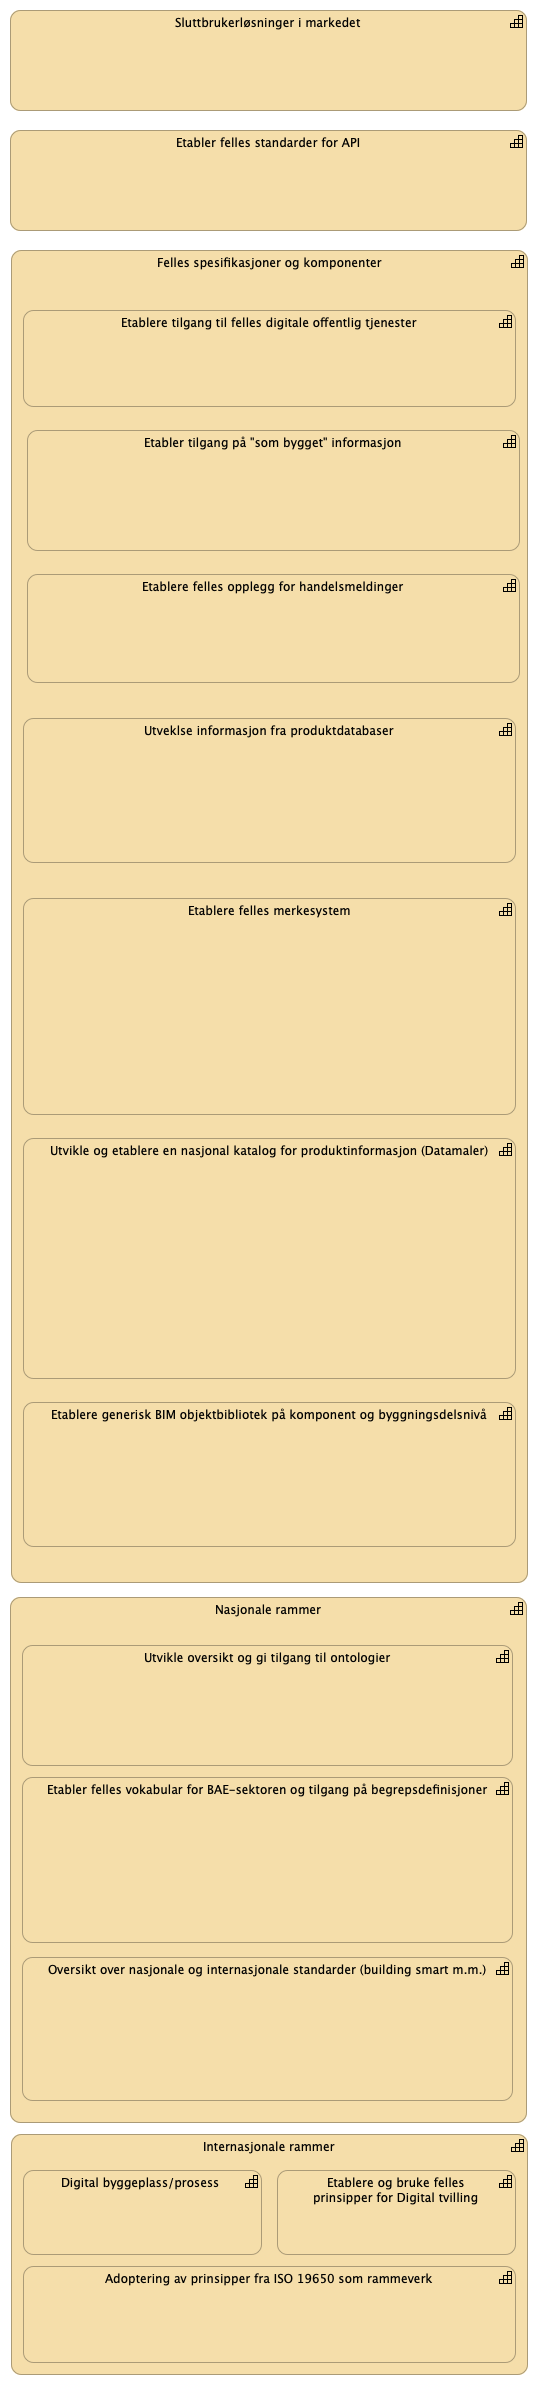 Sluttbrukerløsninger i markedet
Etabler felles standarder for API
Felles spesifikasjoner og komponenter
Etablere tilgang til felles digitale offentlig tjenester
Etabler tilgang på "som bygget" informasjon
Etablere felles opplegg for handelsmeldinger
Utveklse informasjon fra produktdatabaser
Etablere felles merkesystem
Utvikle og etablere en nasjonal katalog for produktinformasjon (Datamaler)
Etablere generisk BIM objektbibliotek på komponent og byggningsdelsnivå
Nasjonale rammer
Utvikle oversikt og gi tilgang til ontologier
Etabler felles vokabular for BAE-sektoren og tilgang på begrepsdefinisjoner
Oversikt over nasjonale og internasjonale standarder (building smart m.m.)
Internasjonale rammer
Digital byggeplass/prosess
Etablere og bruke felles
prinsipper for Digital tvilling
Adoptering av prinsipper fra ISO 19650 som rammeverk